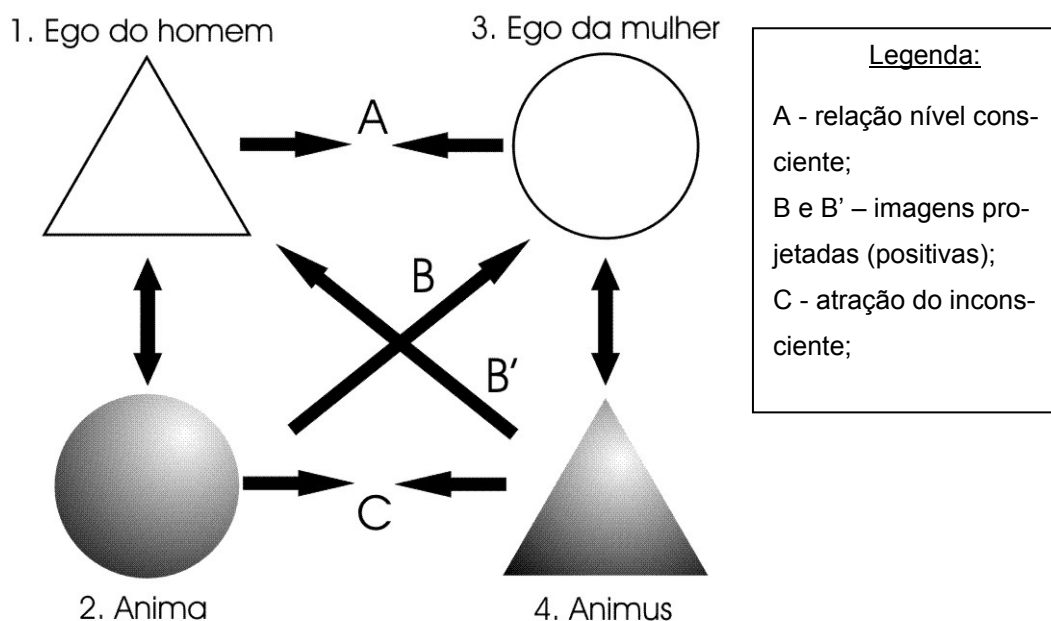 1. Ego do homem
3. Ego da mulher
A
B
B'
C
2. Anima
4. Animus
Legenda:
A - relação nível cons-
ciente;
B e B’ – imagens pro-
jetadas (positivas);
C - atração do incons-
ciente;